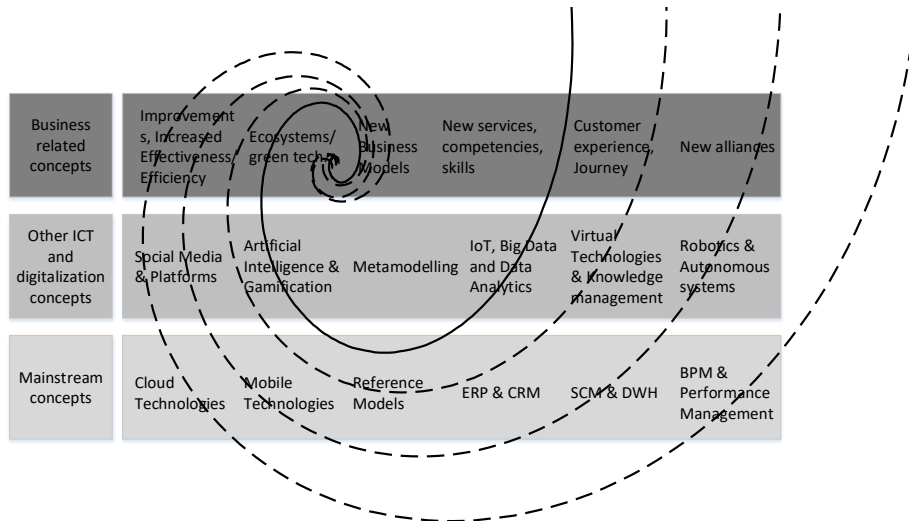 Business
related
concepts
Improvement
s, Increased
Effectiveness/
Efficiency
Ecosystems/
green tech
New
Business
Models
New services,
competencies,
skills
Customer
experience,
Journey
New alliances
Other ICT
and
digitalization
concepts
Social Media
& Platforms
Artificial
Intelligence &
Gamification
Metamodelling
IoT, Big Data
and Data
Analytics
Virtual
Technologies
& Knowledge
management
Robotics &
Autonomous
systems
Mainstream
concepts
Cloud
Technologies
Mobile
Technologies
Reference
Models
ERP & CRM
SCM & DWH
BPM &
Performance
Management